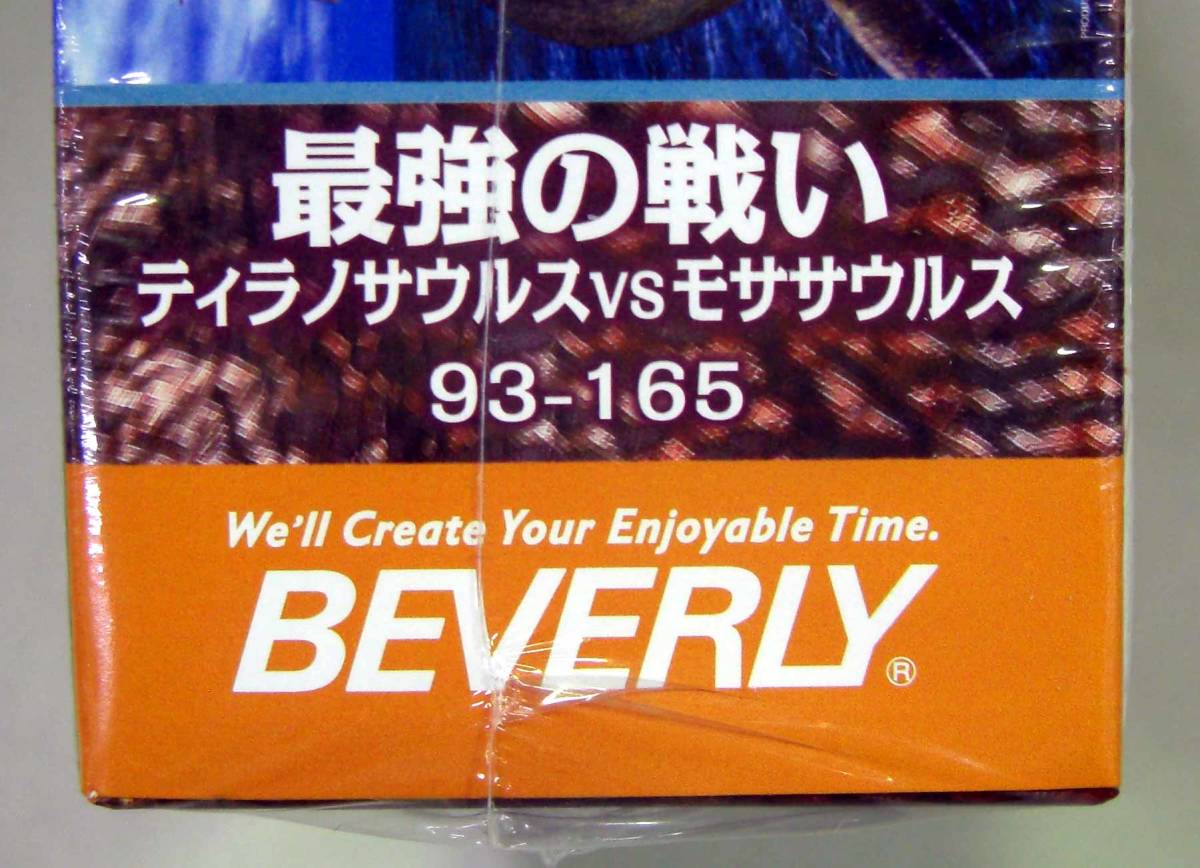 最強の戦い
ティラノサウルスVSモササウルス
93-165
We'll Create Your Enjoyable Time.
BEVERLY®